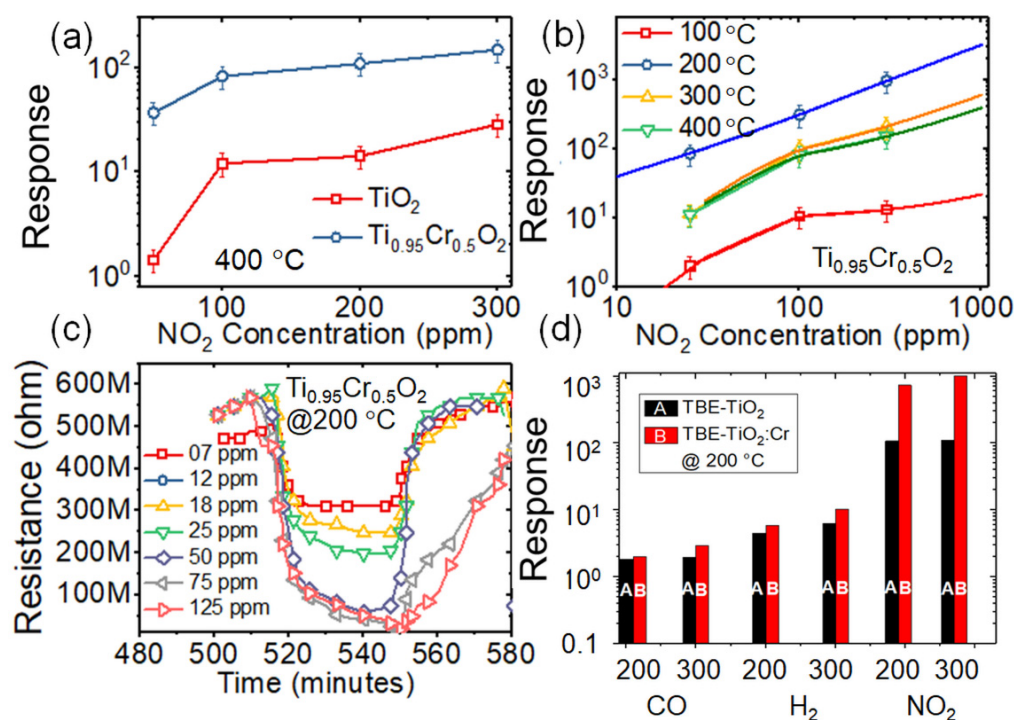 (a)
Response
10²
10¹
10⁰
TiO₂
Ti₀.₉₅Cr₀.₅O₂
400 °C
100 200 300
NO₂ Concentration (ppm)
(b)
Response
10³
10²
10¹
10⁰
100 °C
200 °C
300 °C
400 °C
Ti₀.₉₅Cr₀.₅O₂
10 100 1000
NO₂ Concentration (ppm)
(c)
Resistance (ohm)
600M
500M
400M
300M
200M
100M
Ti₀.₉₅Cr₀.₅O₂
@200 °C
07 ppm
12 ppm
18 ppm
25 ppm
50 ppm
75 ppm
125 ppm
480 500 520 540 560 580
Time (minutes)
(d)
Response
10³
10²
10¹
10⁰
0.1
A TBE-TiO₂
B TBE-TiO₂:Cr
@ 200 °C
AB AB AB AB AB AB
200 300 200 300 200 300
CO H₂ NO₂